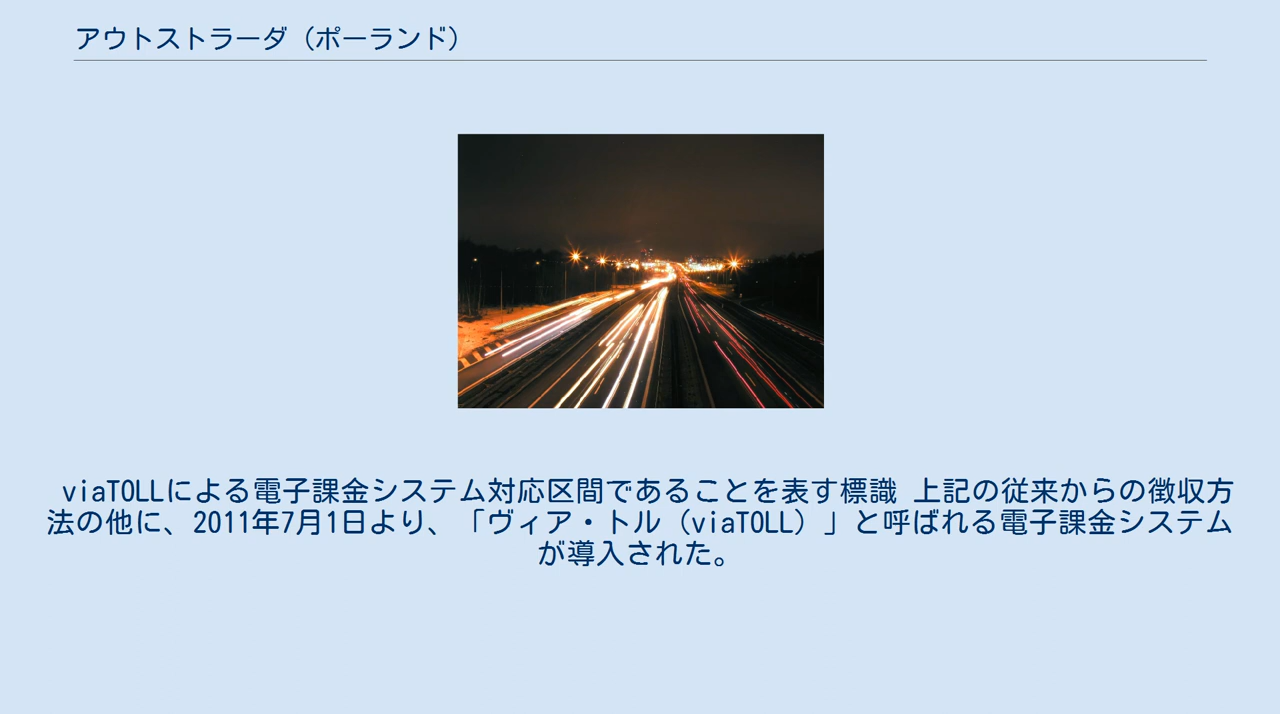 アウトストラーダ（ポーランド）
viaTOLLによる電子課金システム対応区間であることを表す標識 上記の従来からの徴収方
法の他に、2011年7月1日より、「ヴィア・トル（viaTOLL）」と呼ばれる電子課金システム
が導入された。